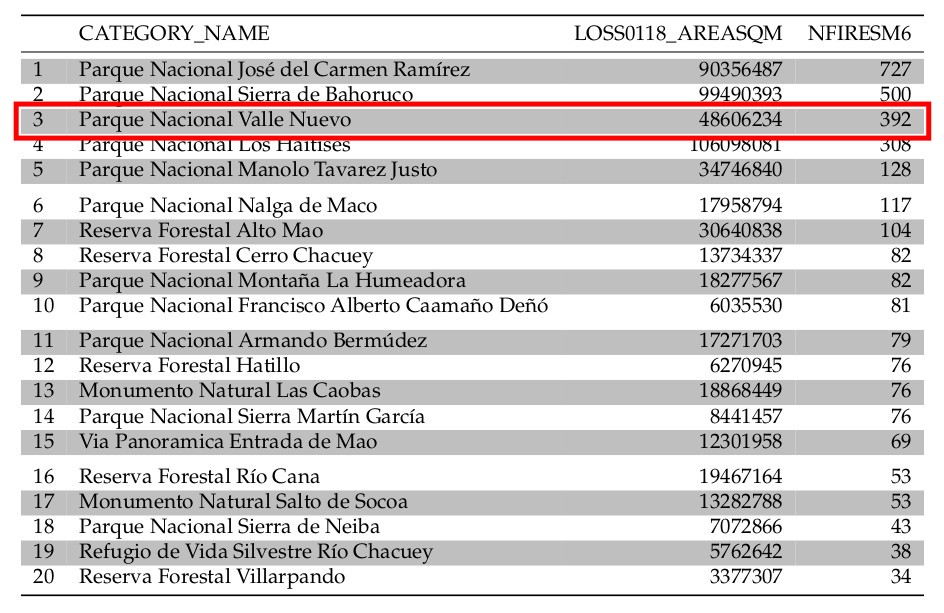 CATEGORY_NAME LOSS0118_AREASQM NFIRESM6
1 Parque Nacional José del Carmen Ramírez 90356487 727
2 Parque Nacional Sierra de Bahoruco 99490393 500
3 Parque Nacional Valle Nuevo 48606234 392
4 Parque Nacional Los Haitises 106098081 308
5 Parque Nacional Manolo Tavarez Justo 34746840 128
6 Parque Nacional Nalga de Maco 17958794 117
7 Reserva Forestal Alto Mao 30640838 104
8 Reserva Forestal Cerro Chacuey 13734337 82
9 Parque Nacional Montaña La Humeadora 18277567 82
10 Parque Nacional Francisco Alberto Caamaño Deñó 6035530 81
11 Parque Nacional Armando Bermúdez 17271703 79
12 Reserva Forestal Hatillo 6270945 76
13 Monumento Natural Las Caobas 18868449 76
14 Parque Nacional Sierra Martín García 8441457 76
15 Via Panoramica Entrada de Mao 12301958 69
16 Reserva Forestal Río Cana 19467164 53
17 Monumento Natural Salto de Socoa 13282788 53
18 Parque Nacional Sierra de Neiba 7072866 43
19 Refugio de Vida Silvestre Río Chacuey 5762642 38
20 Reserva Forestal Villarpando 3377307 34